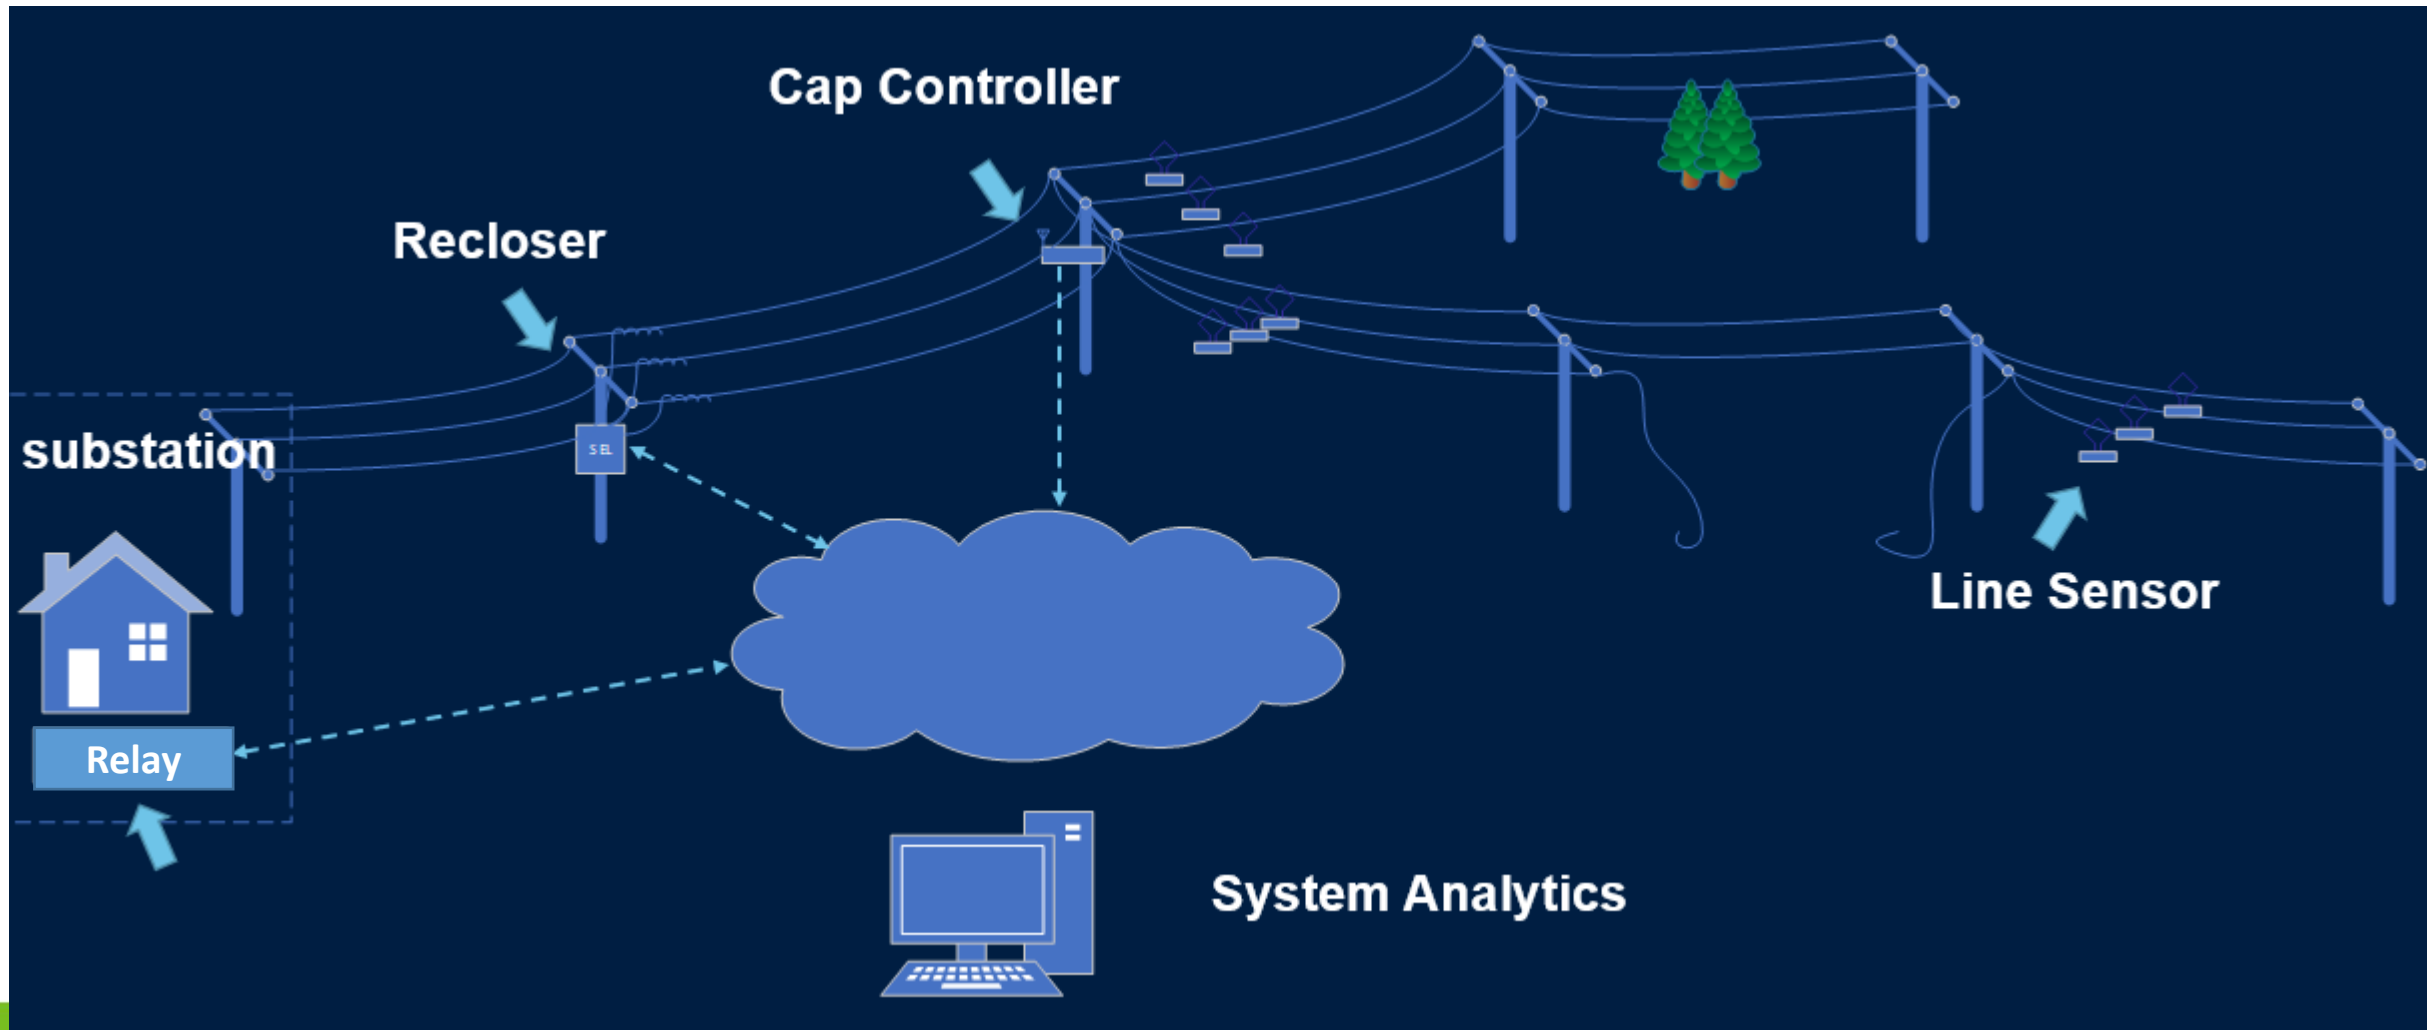 Cap Controller
Recloser
substation
SEL
Line Sensor
Relay
System Analytics